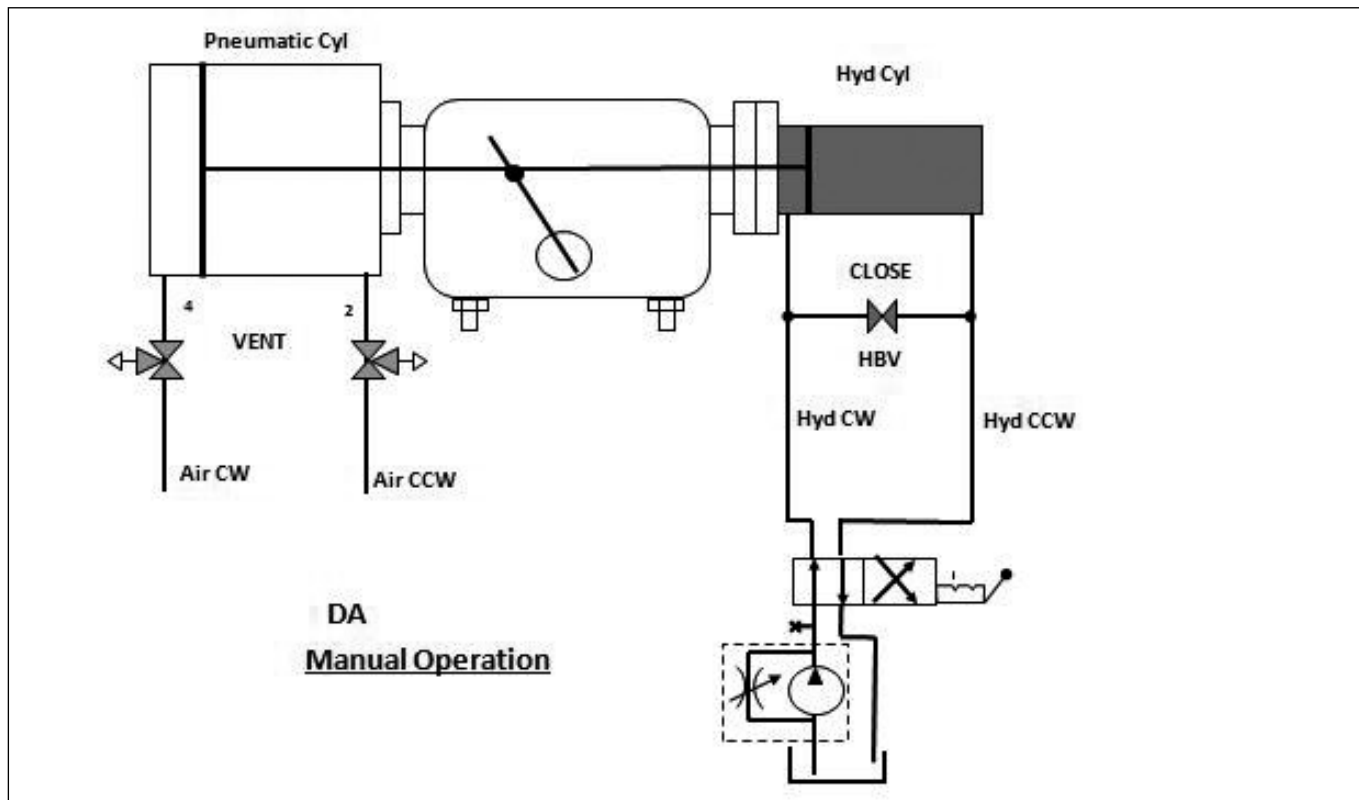 Pneumatic Cyl
Hyd Cyl
4
2
VENT
CLOSE
HBV
Hyd CW
Hyd CCW
Air CW
Air CCW
DA
Manual Operation